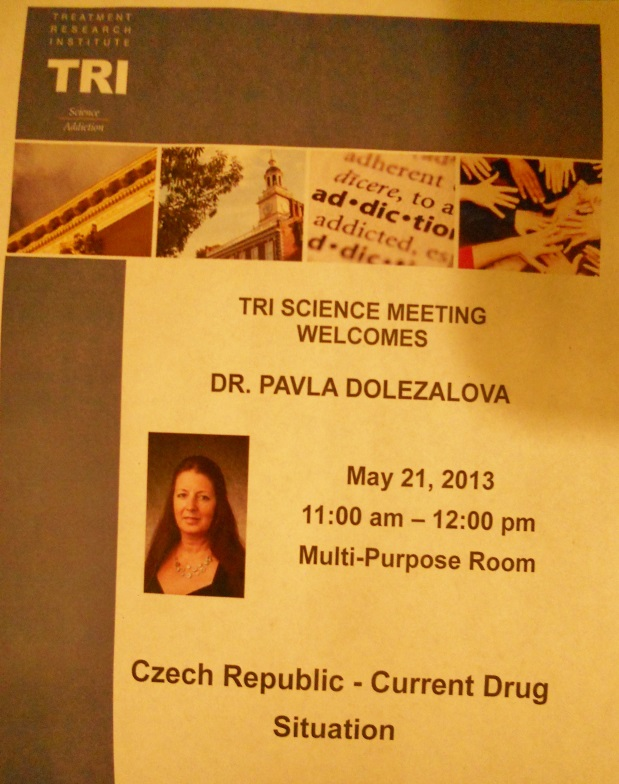 TREATMENT
RESEARCH
INSTITUTE
TRI
Science
Addiction
adherent
dicere, to a
ad•dic•tio
addicted, es
d•dic
TRI SCIENCE MEETING
WELCOMES
DR. PAVLA DOLEZALOVA
May 21, 2013
11:00 am – 12:00 pm
Multi-Purpose Room
Czech Republic - Current Drug
Situation